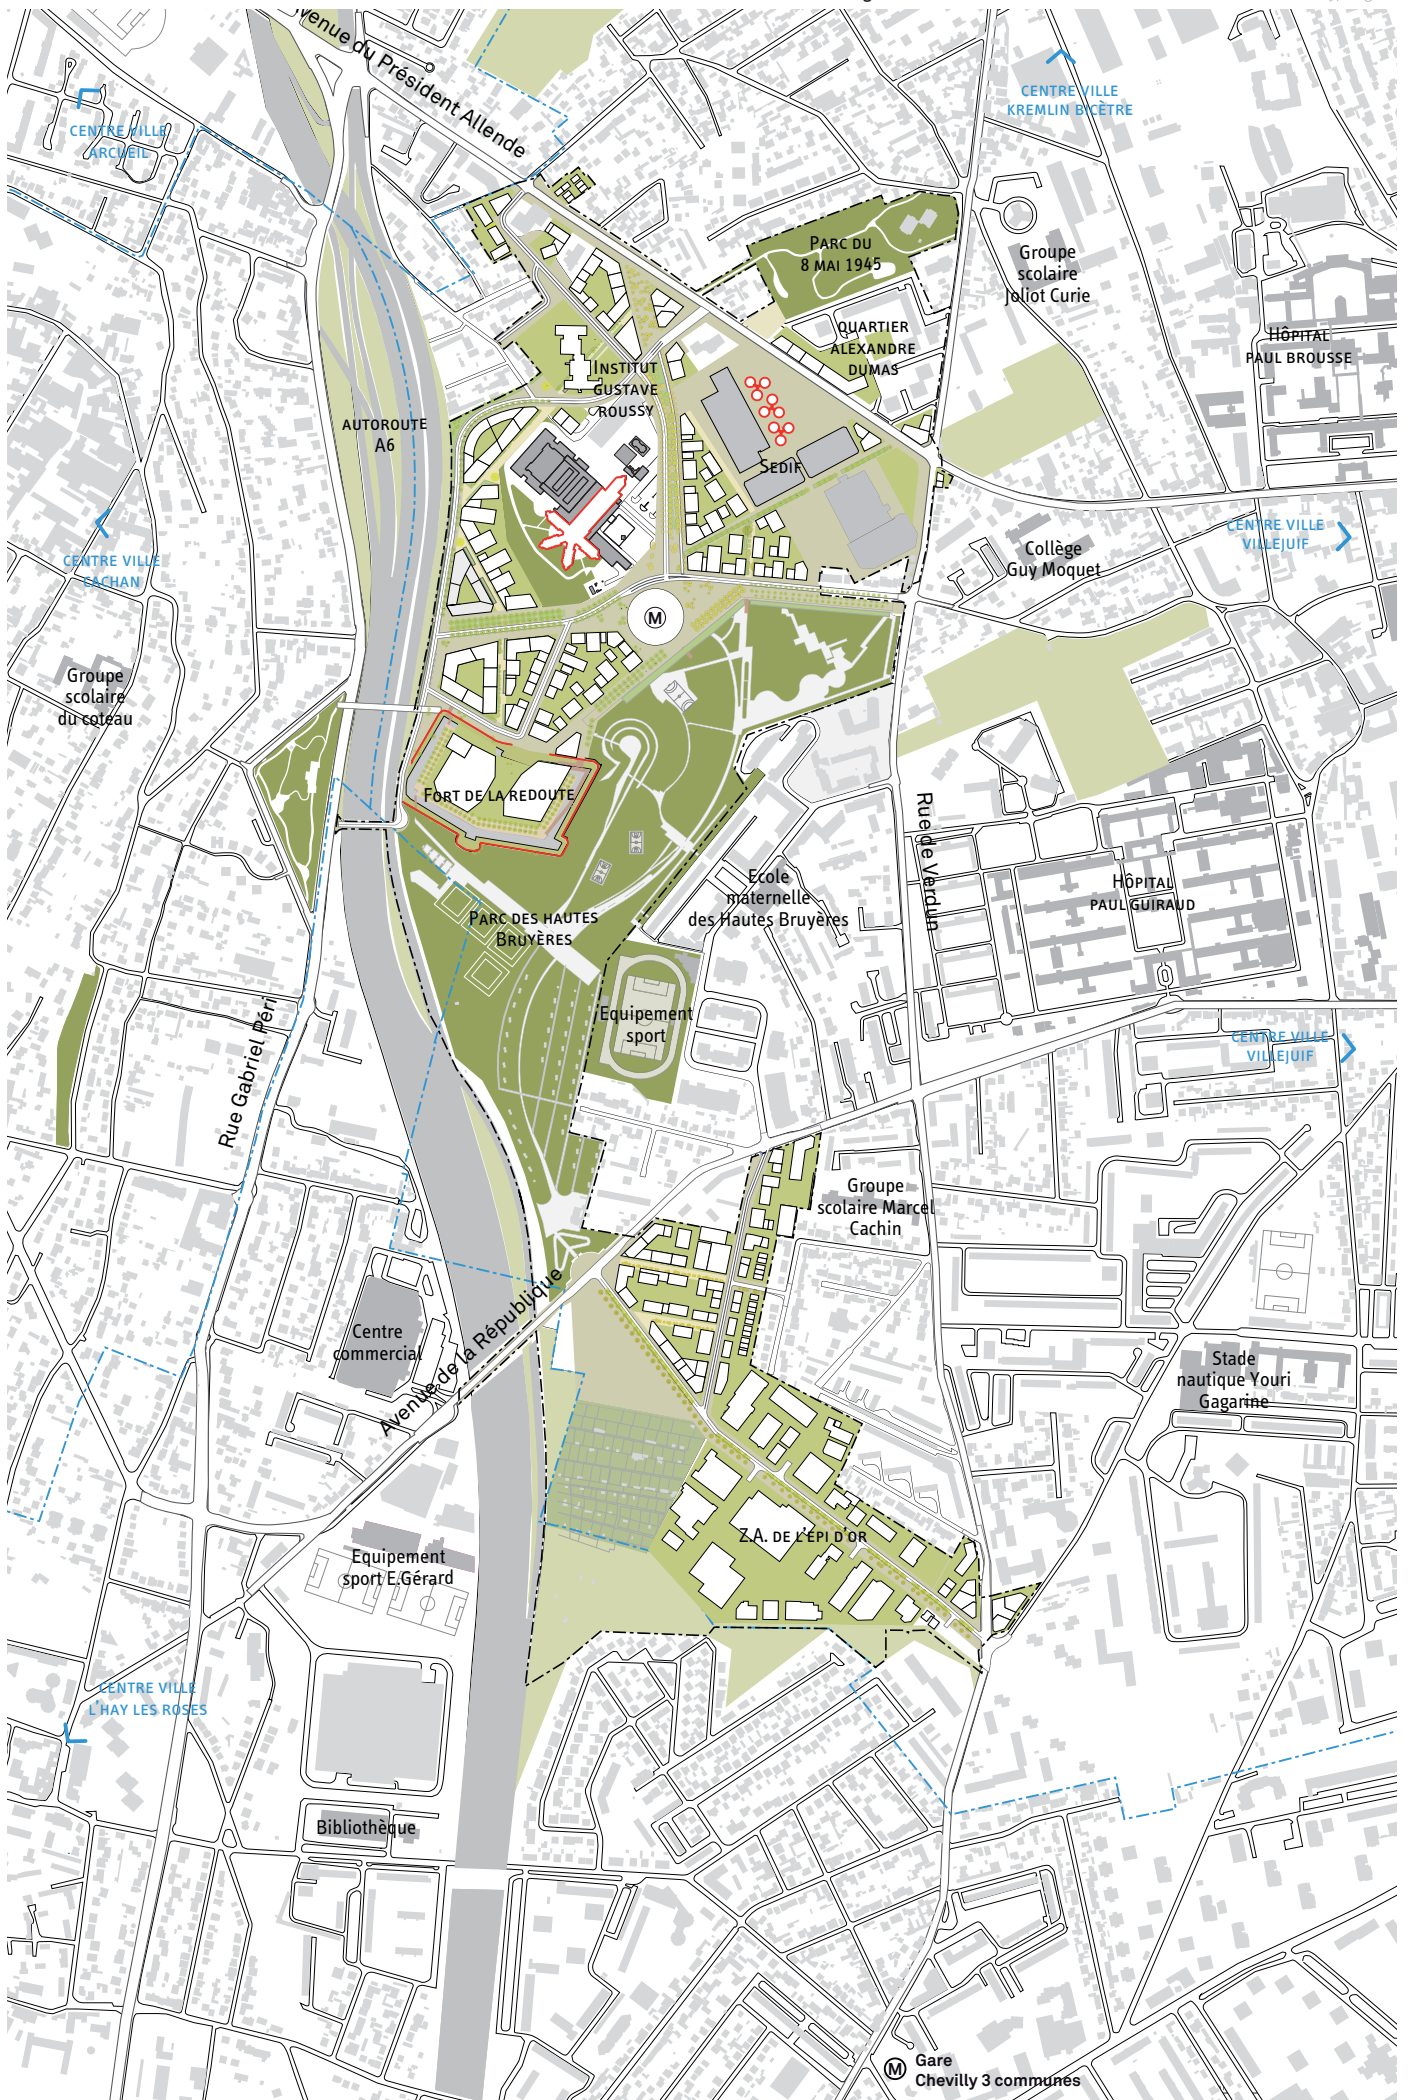 Avenue du Président Allende
CENTRE VILLE
KREMLIN BICÊTRE
CENTRE VILLE
ARCUEIL
PARC DU
8 MAI 1945
Groupe
scolaire
Joliot Curie
QUARTIER
ALEXANDRE
DUMAS
HÔPITAL
PAUL BROUSSE
INSTITUT
GUSTAVE
ROUSSY
AUTOROUTE
A6
SEDIF
CENTRE VILLE
VILLEJUIF
Collège
Guy Moquet
CENTRE VILLE
CACHAN
M
Groupe
scolaire
du coteau
FORT DE LA REDOUTE
Rue de Verdun
Ecole
maternelle
des Hautes Bruyères
HÔPITAL
PAUL GUIRAUD
PARC DES HAUTES
BRUYÈRES
Equipement
sport
Rue Gabriel Péri
CENTRE VILLE
VILLEJUIF
Groupe
scolaire Marcel
Cachin
Centre
commercial
Avenue de la République
Stade
nautique Youri
Gagarine
Z.A. DE L'ÉPI D'OR
Equipement
sport E.Gérard
CENTRE VILLE
L'HAY LES ROSES
Bibliothèque
M
Gare
Chevilly 3 communes